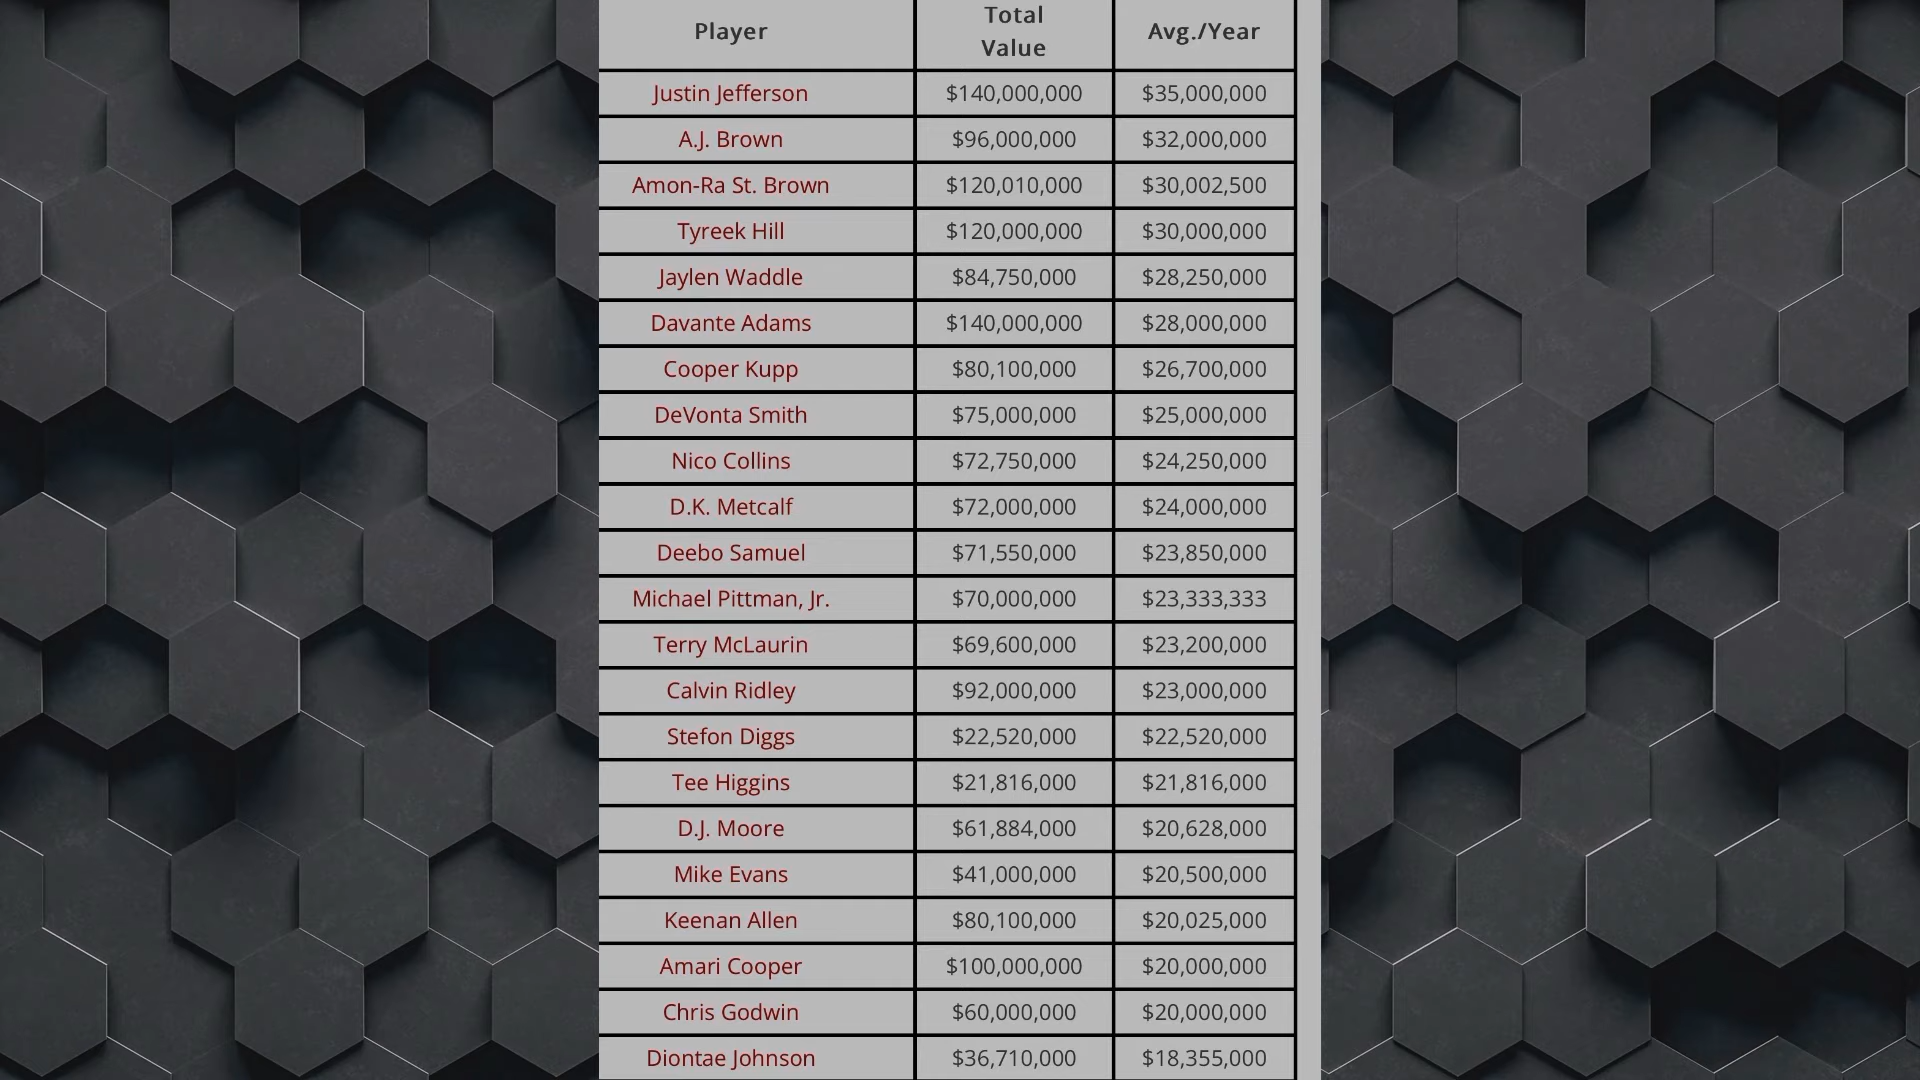 Player Total Value Avg./Year
Justin Jefferson $140,000,000 $35,000,000
A.J. Brown $96,000,000 $32,000,000
Amon-Ra St. Brown $120,010,000 $30,002,500
Tyreek Hill $120,000,000 $30,000,000
Jaylen Waddle $84,750,000 $28,250,000
Davante Adams $140,000,000 $28,000,000
Cooper Kupp $80,100,000 $26,700,000
DeVonta Smith $75,000,000 $25,000,000
Nico Collins $72,750,000 $24,250,000
D.K. Metcalf $72,000,000 $24,000,000
Deebo Samuel $71,550,000 $23,850,000
Michael Pittman, Jr. $70,000,000 $23,333,333
Terry McLaurin $69,600,000 $23,200,000
Calvin Ridley $92,000,000 $23,000,000
Stefon Diggs $22,520,000 $22,520,000
Tee Higgins $21,816,000 $21,816,000
D.J. Moore $61,884,000 $20,628,000
Mike Evans $41,000,000 $20,500,000
Keenan Allen $80,100,000 $20,025,000
Amari Cooper $100,000,000 $20,000,000
Chris Godwin $60,000,000 $20,000,000
Diontae Johnson $36,710,000 $18,355,000